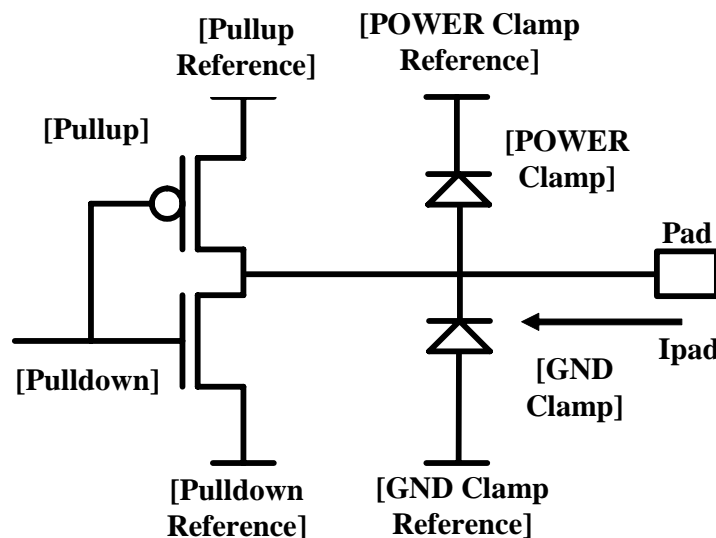 [Pullup
Reference]
[POWER Clamp
Reference]
[Pullup]
[POWER
Clamp]
Pad
Ipad
[Pulldown]
[GND
Clamp]
[Pulldown
Reference]
[GND Clamp
Reference]